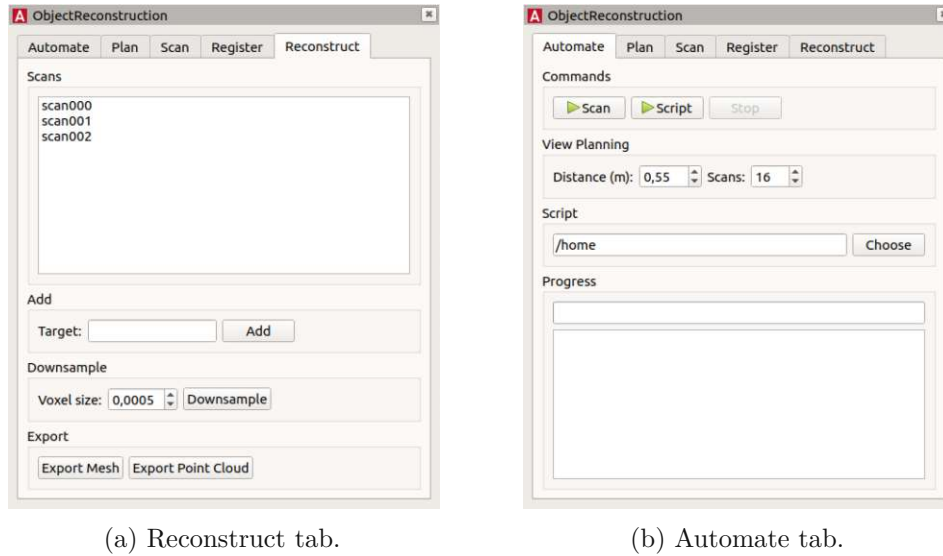 A ObjectReconstruction
Automate Plan Scan Register Reconstruct
Scans
scan000
scan001
scan002
Add
Target: Add
Downsample
Voxel size: 0,0005 Downsample
Export
Export Mesh Export Point Cloud
(a) Reconstruct tab.
A ObjectReconstruction
Automate Plan Scan Register Reconstruct
Commands
Scan Script Stop
View Planning
Distance (m): 0,55 Scans: 16
Script
/home Choose
Progress
(b) Automate tab.